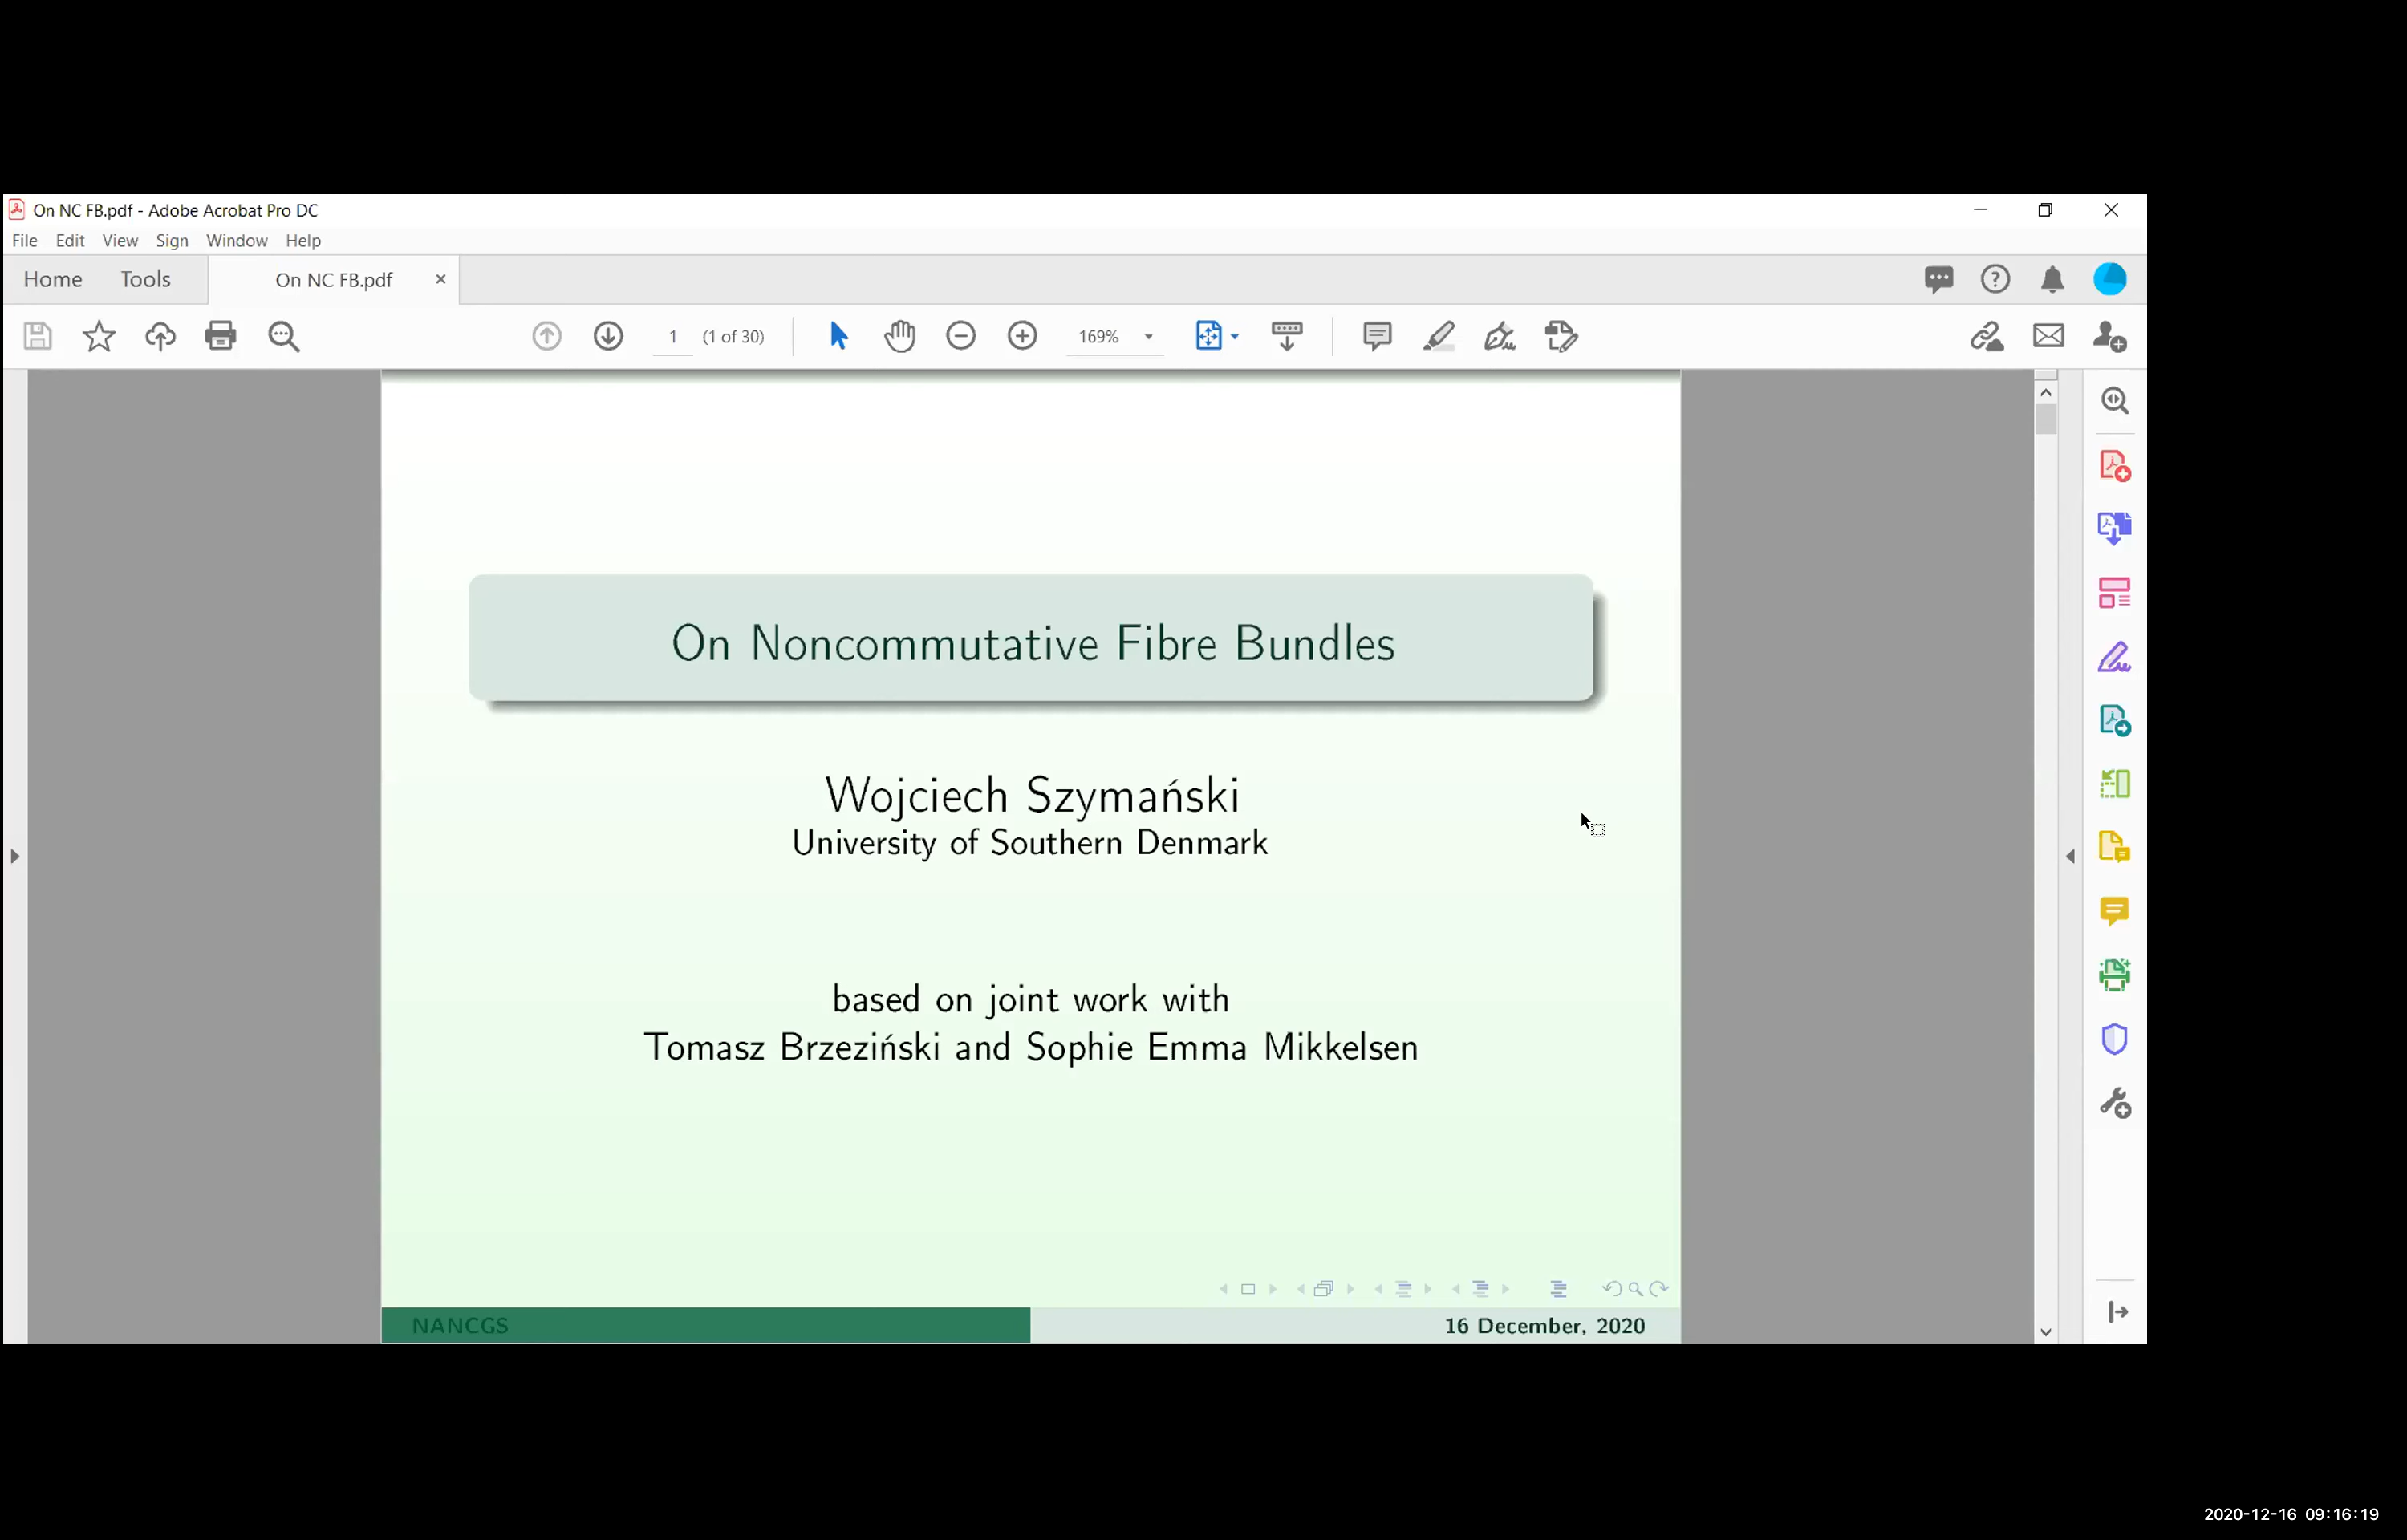 On NC FB.pdf - Adobe Acrobat Pro DC
File Edit View Sign Window Help
Home Tools On NC FB.pdf ×
1 (1 of 30) 169%
On Noncommutative Fibre Bundles
Wojciech Szymański
University of Southern Denmark
based on joint work with
Tomasz Brzeziński and Sophie Emma Mikkelsen
NANCGS 16 December, 2020
2020-12-16 09:16:19